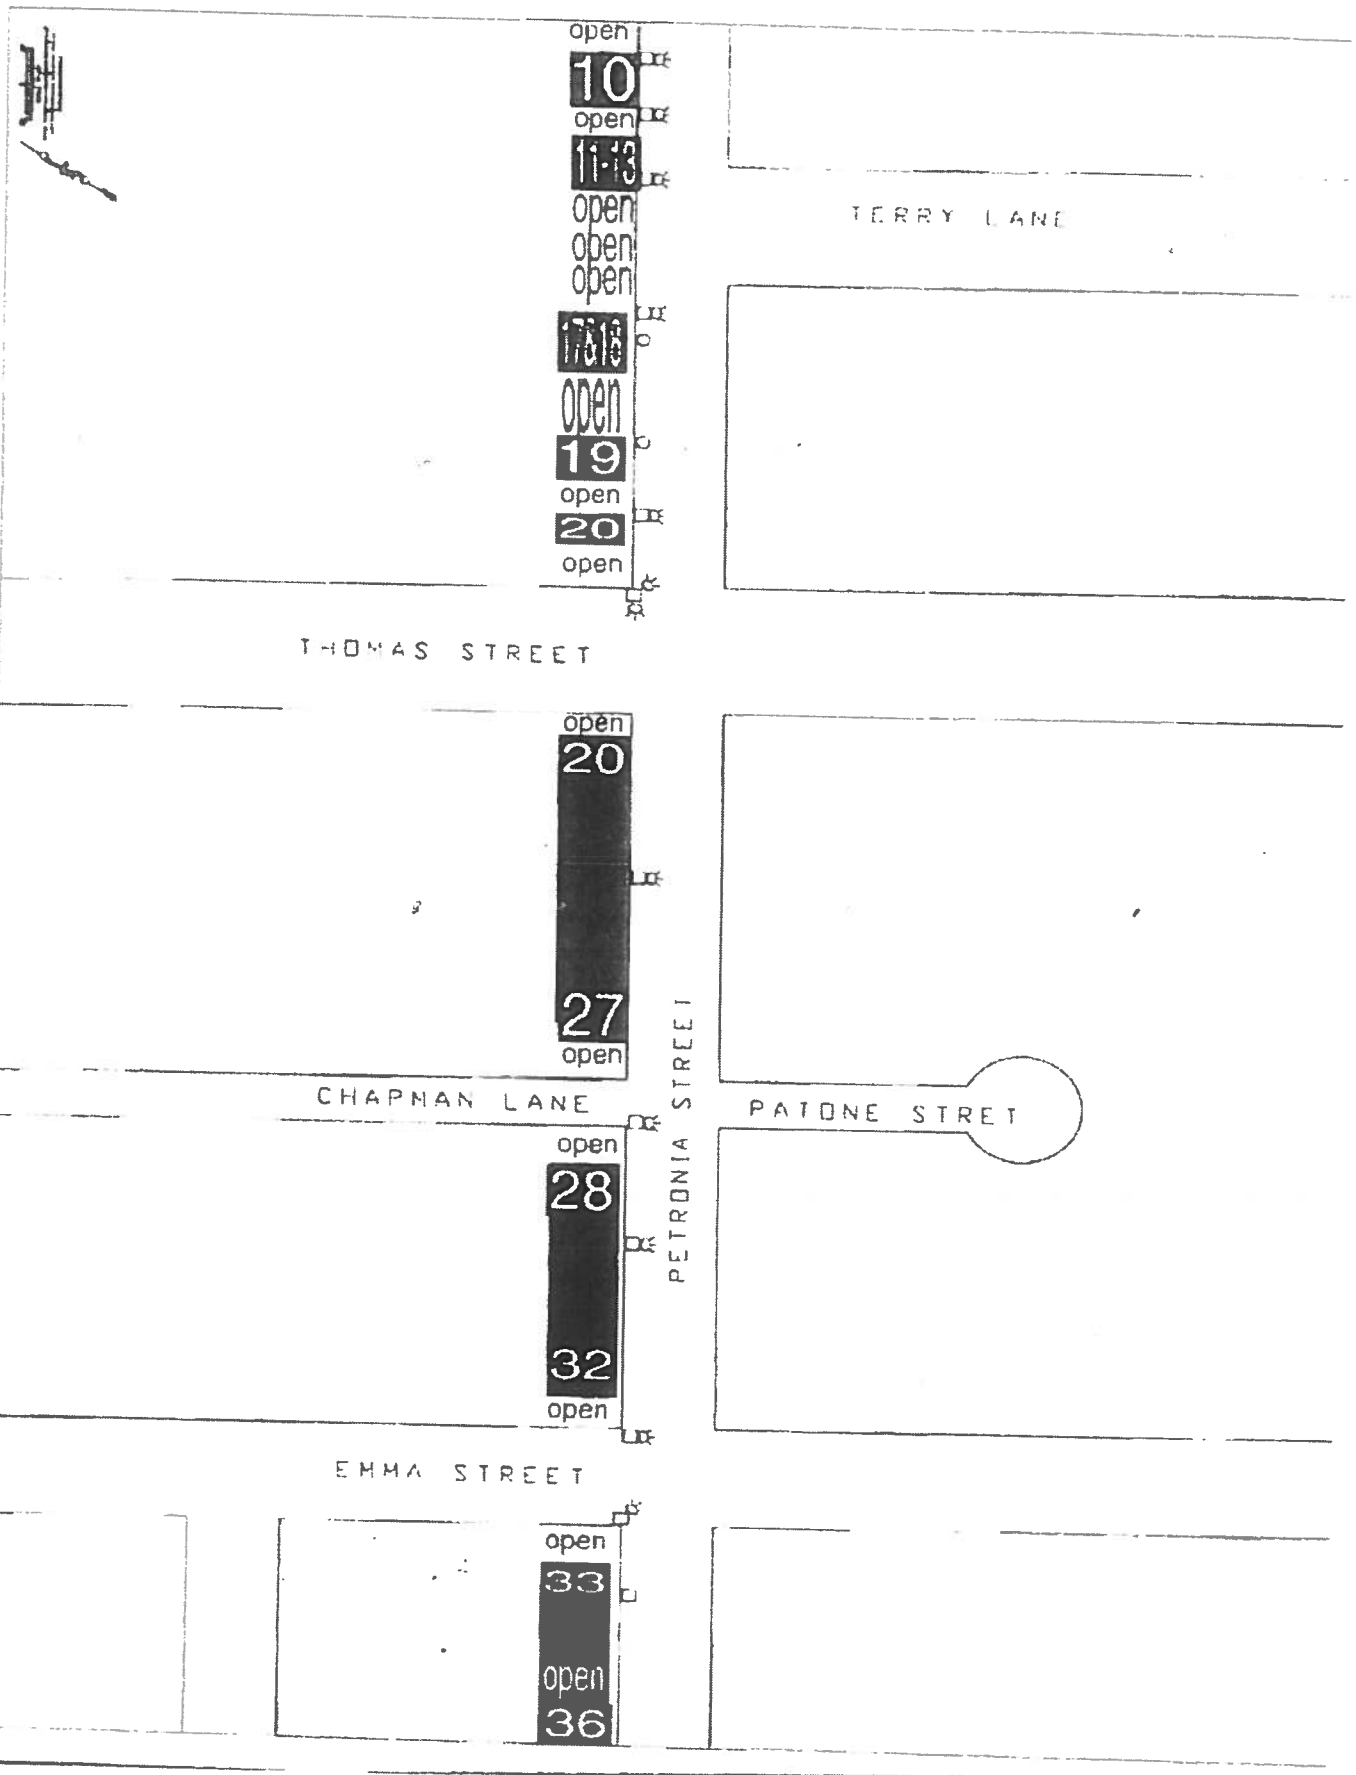 open
10
open
11-13
TERRY LANE
open
open
open
17&18
open
19
open
20
open
THOMAS STREET
open
20
27
open
PETRONIA STREET
CHAPMAN LANE
PATONE STRET
open
28
32
open
EMMA STREET
open
33
open
36